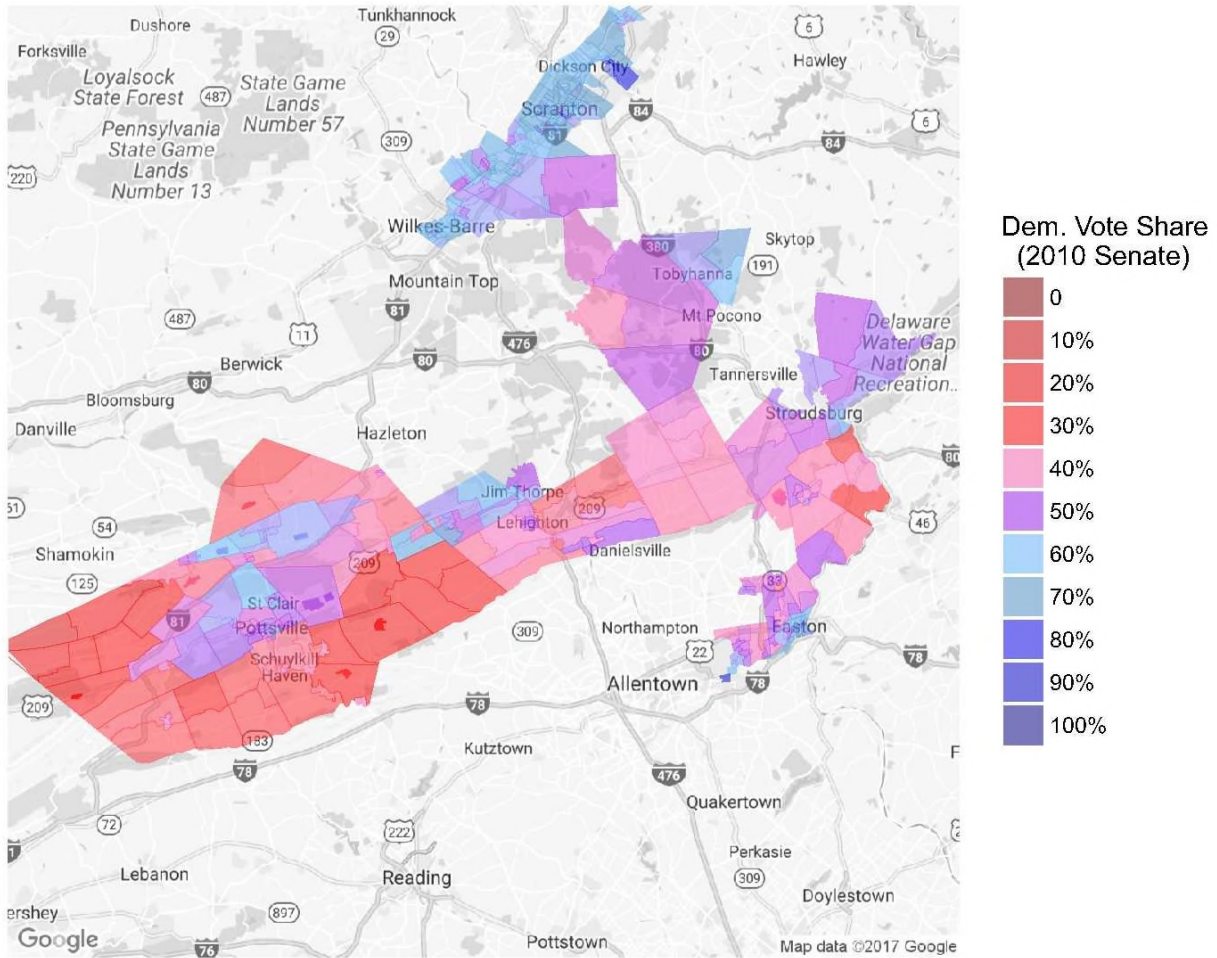 Tunkhannock
Dushore
6
Forksville
29
Dickson City
Hawley
Loyalsock
State Forest
487
State Game
Lands
Number 57
Scranton
84
6
Pennsylvania
State Game
Lands
Number 13
309
81
84
220
Wilkes-Barre
380
Skytop
Tobyhanna
191
Mountain Top
81
487
11
Mt Pocono
Delaware
Water Gap
National
Recreation..
476
80
80
Berwick
80
Tannersville
Bloomsburg
Stroudsburg
Danville
Hazleton
80
Jim Thorpe
51
209
54
Lehighton
46
Shamokin
Danielsville
209
125
33
St Clair
81
Pottsville
309
Northampton
Easton
22
Schuylkill
Haven
78
Allentown
78
209
78
183
Kutztown
78
476
Quakertown
72
222
Perkasie
309
Lebanon
Reading
Doylestown
ershey
897
Google
76
Pottstown
Map data ©2017 Google
Dem. Vote Share
(2010 Senate)
0
10%
20%
30%
40%
50%
60%
70%
80%
90%
100%